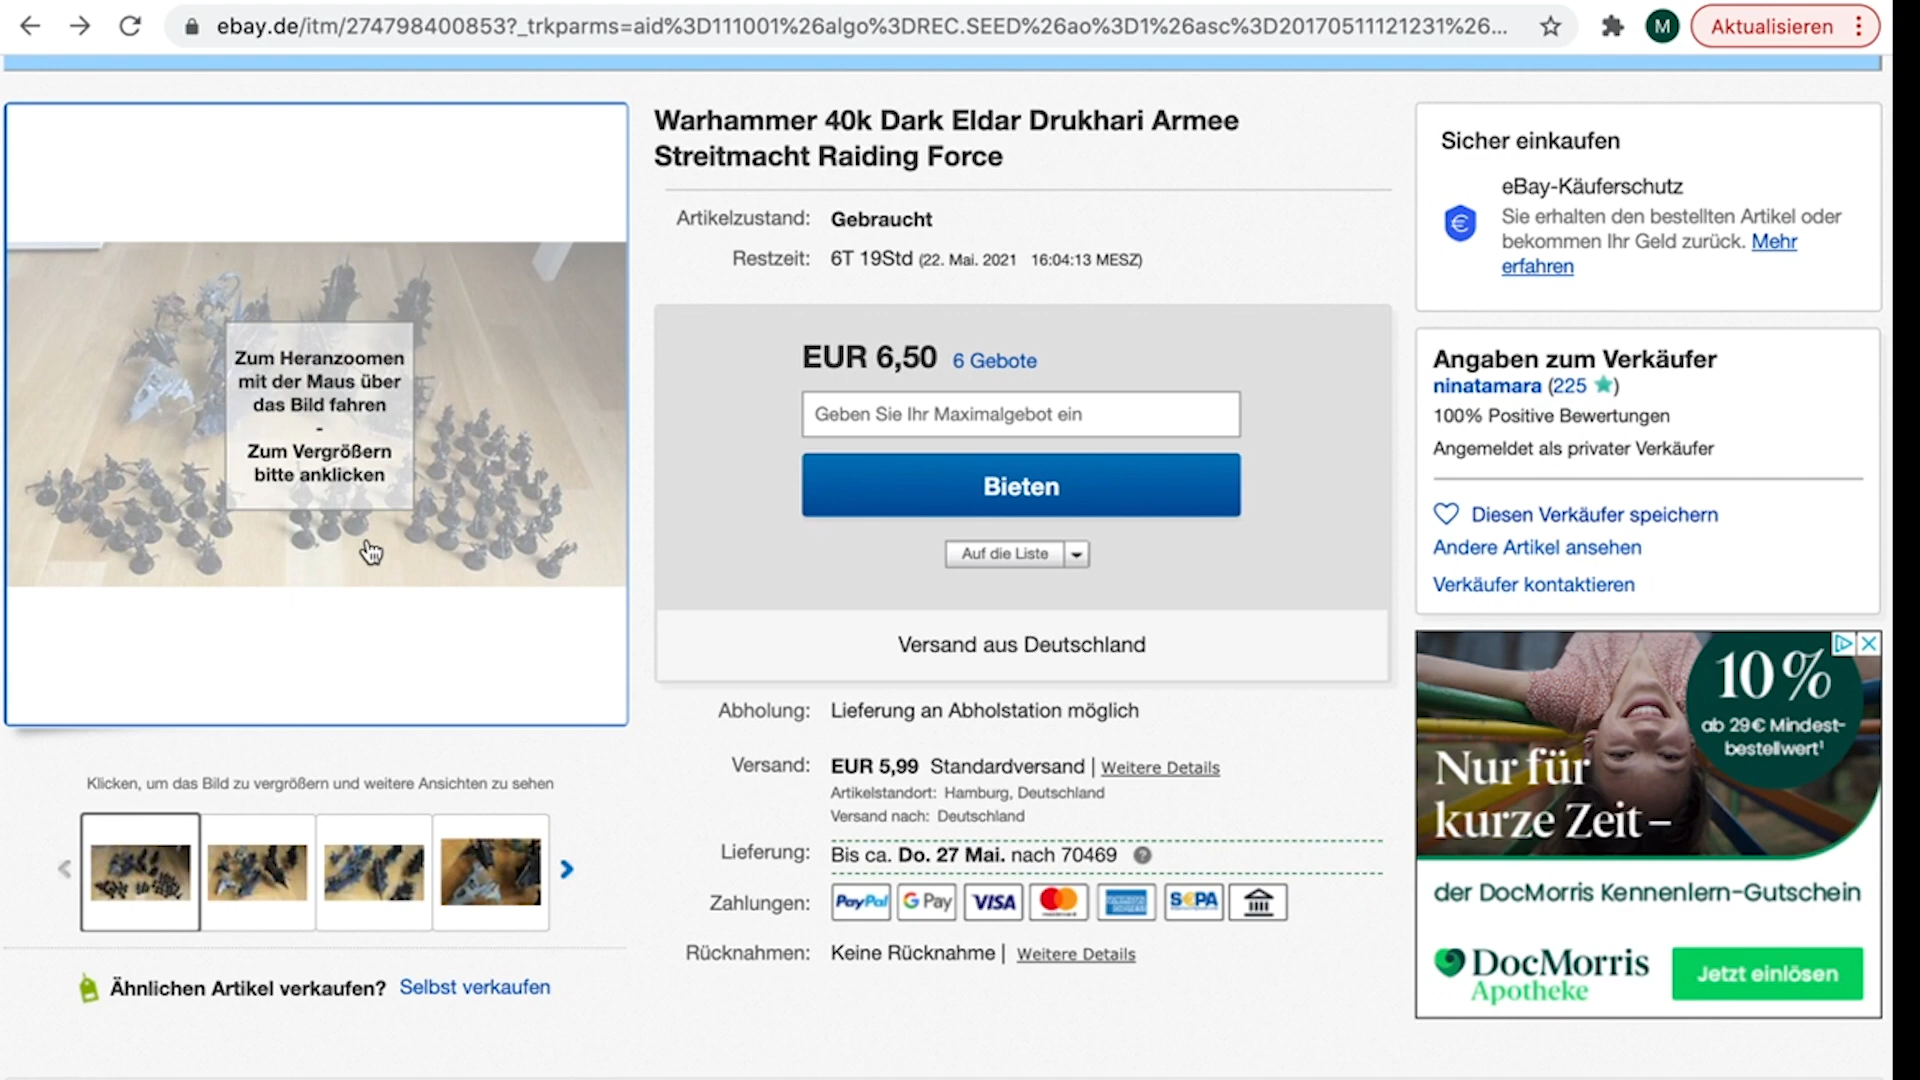 ebay.de/itm/274798400853?_trkparms=aid%3D111001%26algo%3DREC.SEED%26ao%3D1%26asc%3D20170511121231%26...
M
Aktualisieren
Zum Heranzoomen
mit der Maus über
das Bild fahren
-
Zum Vergrößern
bitte anklicken
Klicken, um das Bild zu vergrößern und weitere Ansichten zu sehen
Ähnlichen Artikel verkaufen? Selbst verkaufen
Warhammer 40k Dark Eldar Drukhari Armee
Streitmacht Raiding Force
Artikelzustand: Gebraucht
Restzeit: 6T 19Std (22. Mai. 2021 16:04:13 MESZ)
EUR 6,50 6 Gebote
Geben Sie Ihr Maximalgebot ein
Bieten
Auf die Liste
Versand aus Deutschland
Abholung: Lieferung an Abholstation möglich
Versand: EUR 5,99 Standardversand | Weitere Details
Artikelstandort: Hamburg, Deutschland
Versand nach: Deutschland
Lieferung: Bis ca. Do. 27 Mai. nach 70469 ?
Zahlungen: PayPal G Pay VISA SEPA
Rücknahmen: Keine Rücknahme | Weitere Details
Sicher einkaufen
€
eBay-Käuferschutz
Sie erhalten den bestellten Artikel oder
bekommen Ihr Geld zurück. Mehr
erfahren
Angaben zum Verkäufer
ninatamara (225 ★)
100% Positive Bewertungen
Angemeldet als privater Verkäufer
Diesen Verkäufer speichern
Andere Artikel ansehen
Verkäufer kontaktieren
10%
ab 29€ Mindest-
bestellwert¹
Nur für
kurze Zeit –
der DocMorris Kennenlern-Gutschein
DocMorris
Apotheke
Jetzt einlösen